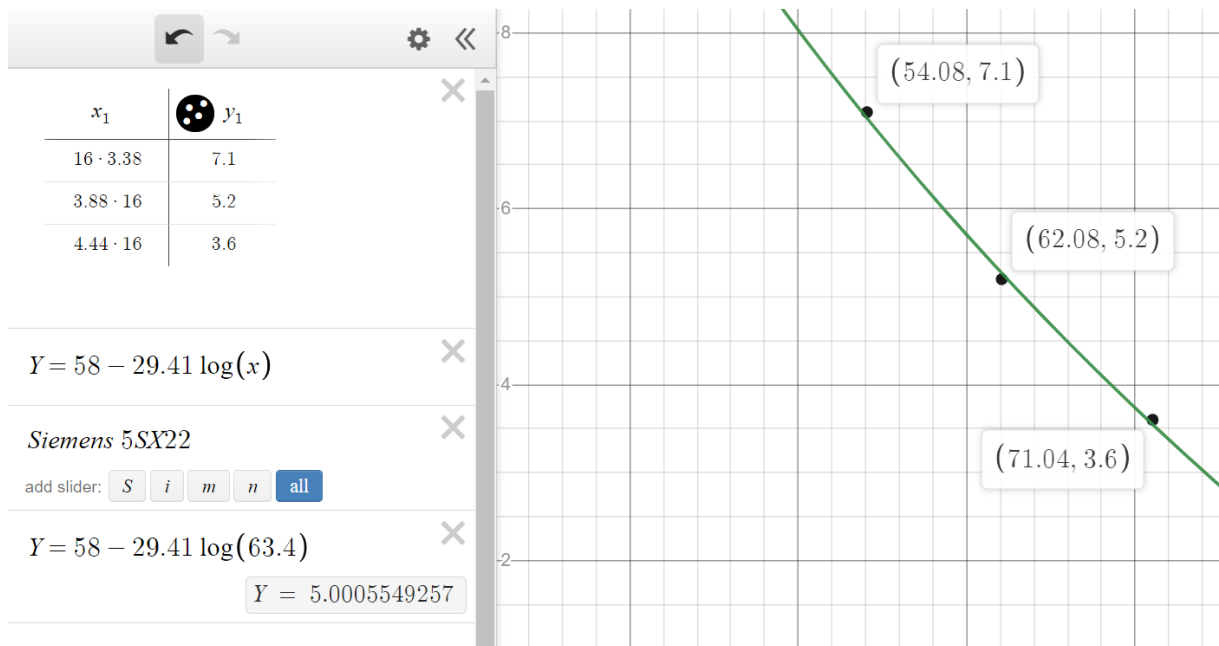 x₁ y₁
16 · 3.38 7.1
3.88 · 16 5.2
4.44 · 16 3.6
Y = 58 − 29.41 log(x)
Siemens 5SX22
add slider: S i m n all
Y = 58 − 29.41 log(63.4)
Y = 5.0005549257
8
(54.08, 7.1)
6
(62.08, 5.2)
4
(71.04, 3.6)
2